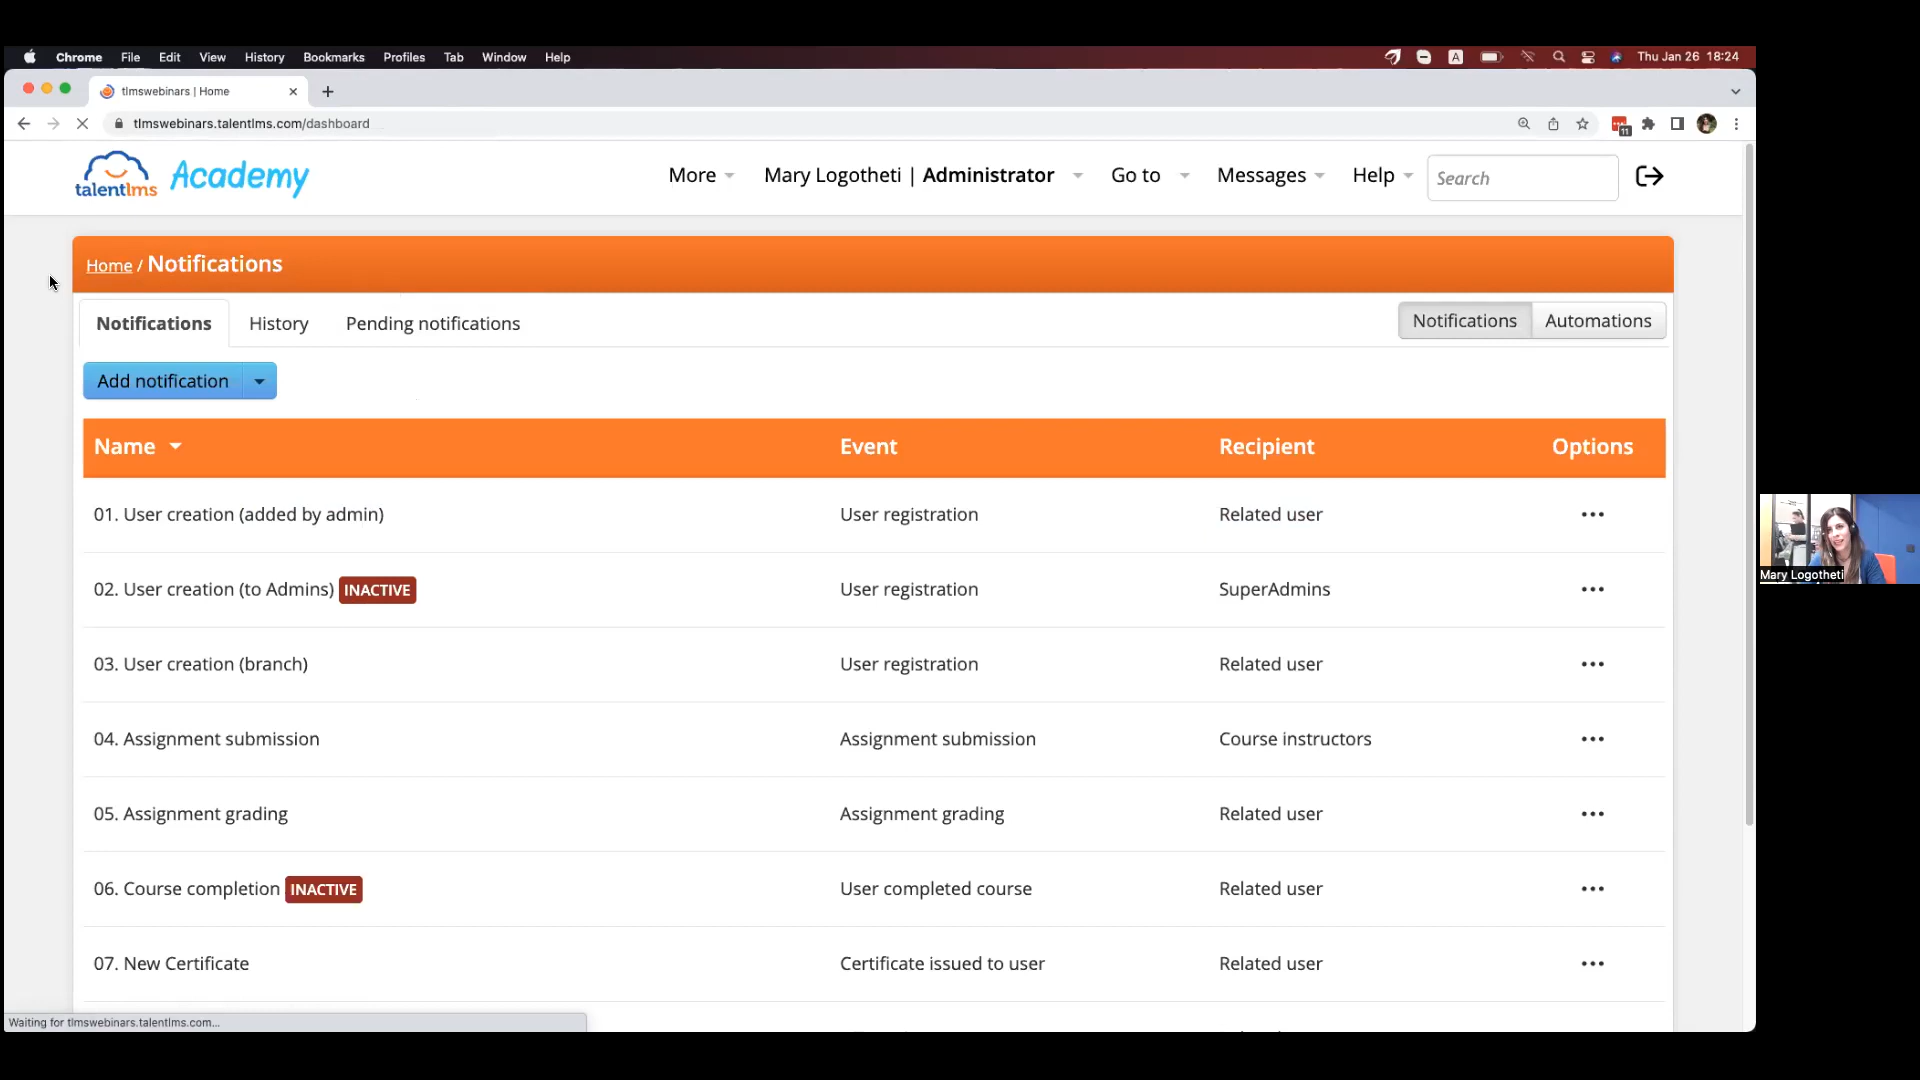 Chrome File Edit View History Bookmarks Profiles Tab Window Help A Thu Jan 26 18:24
tlmswebinars | Home
tlmswebinars.talentlms.com/dashboard 11
talentlms Academy More Mary Logotheti | Administrator Go to Messages Help Search
Home / Notifications
Notifications History Pending notifications Notifications Automations
Add notification
Name Event Recipient Options
01. User creation (added by admin) User registration Related user
02. User creation (to Admins) INACTIVE User registration SuperAdmins
03. User creation (branch) User registration Related user
04. Assignment submission Assignment submission Course instructors
05. Assignment grading Assignment grading Related user
06. Course completion INACTIVE User completed course Related user
07. New Certificate Certificate issued to user Related user
Waiting for tlmswebinars.talentlms.com...
Mary Logotheti